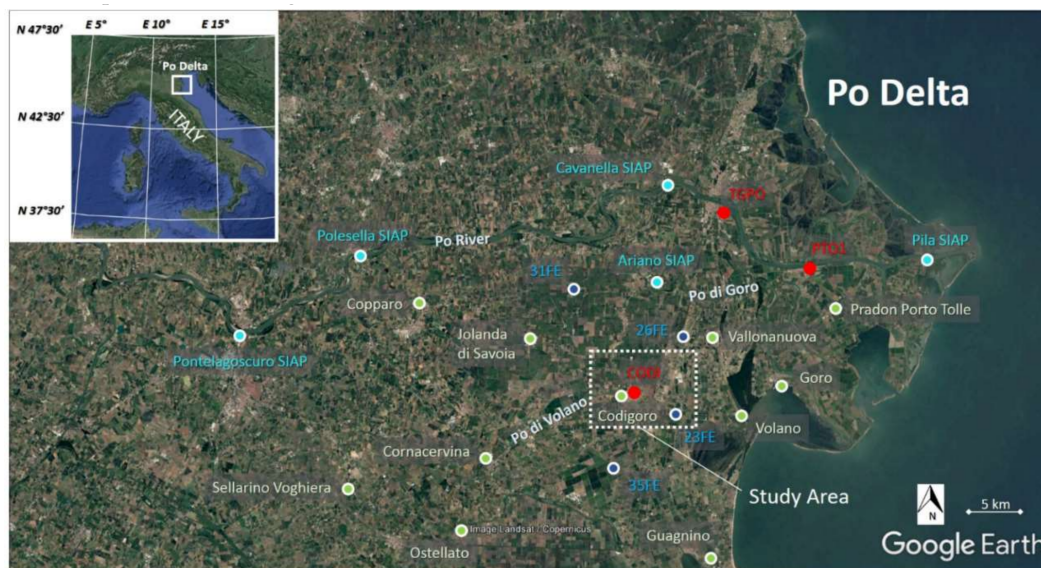 E 5°
E 10°
E 15°
N 47°30'
N 42°30'
N 37°30'
Po Delta
ITALY
Po Delta
Cavanella SIAP
TGPO
Polesella SIAP
Po River
PTO1
Pila SIAP
31FE
Ariano SIAP
Po di Goro
Copparo
Pradon Porto Tolle
Jolanda
di Savoia
26FE
Vallonanuova
Pontelagoscuro SIAP
CODI
Goro
Codigoro
Po di Volano
23FE
Volano
Cornacervina
35FE
Sellarino Voghiera
Study Area
N
5 km
Image Landsat / Copernicus
Ostellato
Guagnino
Google Earth